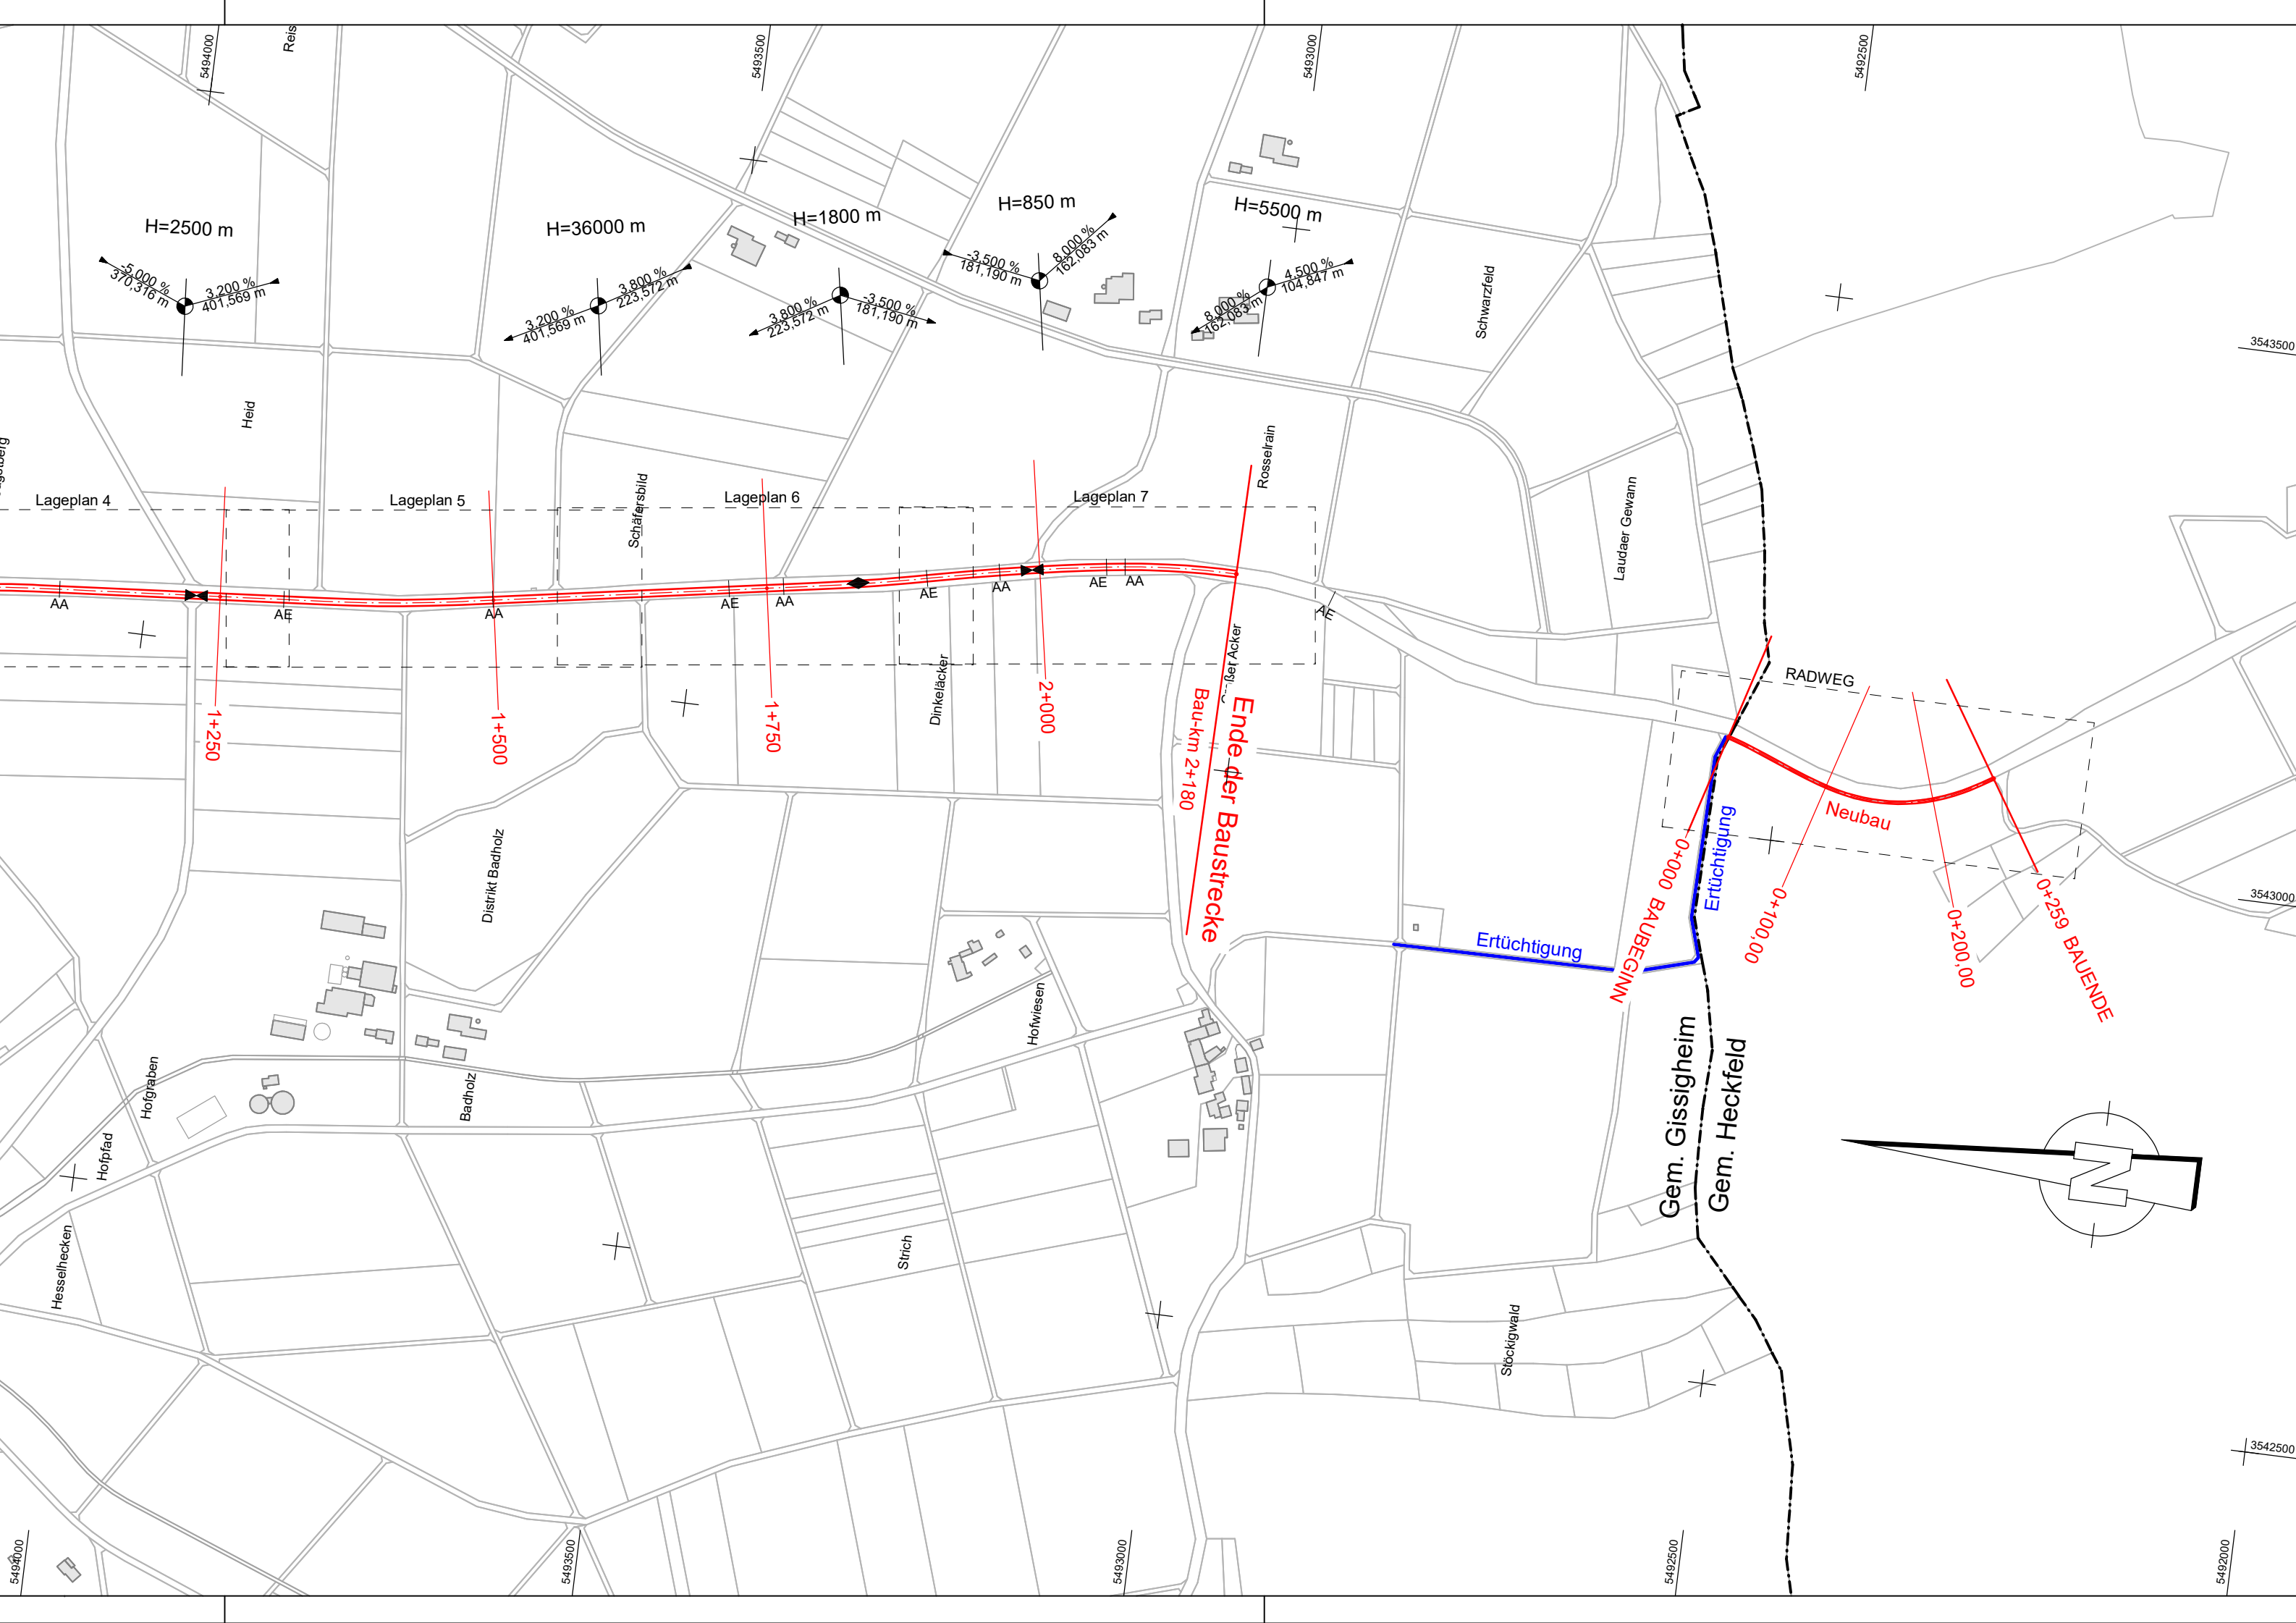 5494000
Reis
5493500
5493000
5492500
H=2500 m
H=36000 m
H=1800 m
H=850 m
H=5500 m
-5,000 %
370,316 m
3,200 %
401,569 m
3,200 %
401,569 m
3,800 %
223,572 m
3,800 %
223,572 m
-3,500 %
181,190 m
-3,500 %
181,190 m
8,000 %
162,083 m
8,000 %
162,083 m
4,500 %
104,847 m
Schwarzfeld
3543500
Heid
Rosselrain
Lageplan 4
Lageplan 5
Schäfersbild
Lageplan 6
Lageplan 7
Laudaer Gewann
AA
AE
AA
AE
AA
AE
AA
AE
AA
AE
Dinkeläcker
ßer Acker
RADWEG
1+250
1+500
1+750
2+000
Bau-km 2+180
Ende der Baustrecke
Neubau
Ertüchtigung
Ertüchtigung
0+000 BAUBEGINN
0+100,00
0+200,00
0+259 BAUENDE
3543000
Distrikt Badholz
Hofwiesen
Hofgraben
Badholz
Hofpfad
Hesselhecken
Strich
Stöckigwald
Gem. Gissigheim
Gem. Heckfeld
N
3542500
5494000
5493500
5493000
5492500
5492000